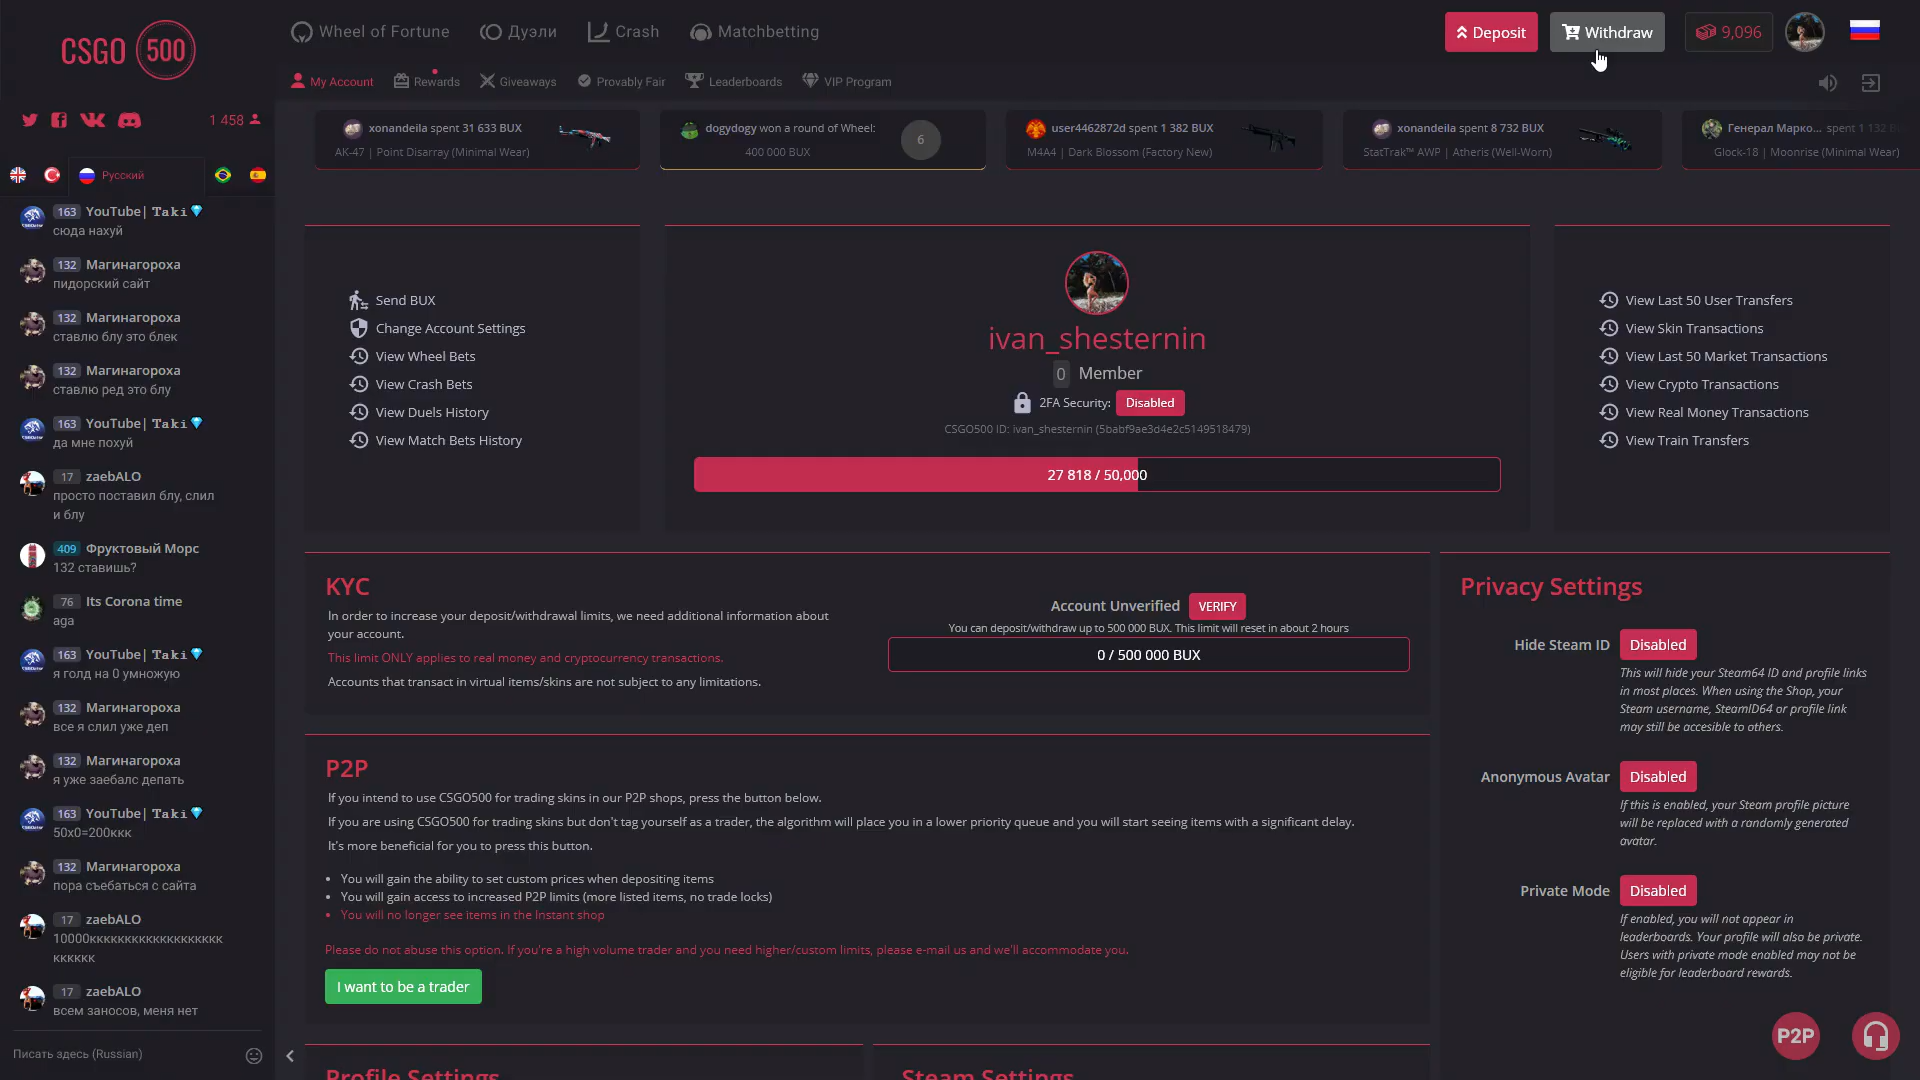 CSGO 500
Wheel of Fortune
Дуэли
Crash
Matchbetting
Deposit
Withdraw
9,096
My Account
Rewards
Giveaways
Provably Fair
Leaderboards
VIP Program
1 458
xonandeila spent 31 633 BUX
AK-47 | Point Disarray (Minimal Wear)
dogydogy won a round of Wheel:
400 000 BUX
6
user4462872d spent 1 382 BUX
M4A4 | Dark Blossom (Factory New)
xonandeila spent 8 732 BUX
StatTrak™ AWP | Atheris (Well-Worn)
Генерал Марко... spent 1 132 BUX
Glock-18 | Moonrise (Minimal Wear)
Русский
163 YouTube| Taki
сюда нахуй
132 Магинагороха
пидорский сайт
132 Магинагороха
ставлю блу это блек
132 Магинагороха
ставлю ред это блу
163 YouTube| Taki
да мне похуй
17 zaebALO
просто поставил блу, слил
и блу
409 Фруктовый Морс
132 ставишь?
76 Its Corona time
aga
163 YouTube| Taki
я голд на 0 умножую
132 Магинагороха
все я слил уже деп
132 Магинагороха
я уже заебалс депать
163 YouTube| Taki
50x0=200ккк
132 Магинагороха
пора съебаться с сайта
17 zaebALO
10000ккккккккккккккккккк
кккккк
17 zaebALO
всем заносов, меня нет
Писать здесь (Russian)
Send BUX
Change Account Settings
View Wheel Bets
View Crash Bets
View Duels History
View Match Bets History
ivan_shesternin
0 Member
2FA Security: Disabled
CSGO500 ID: ivan_shesternin (5babf9ae3d4e2c5149518479)
27 818 / 50,000
View Last 50 User Transfers
View Skin Transactions
View Last 50 Market Transactions
View Crypto Transactions
View Real Money Transactions
View Train Transfers
KYC
In order to increase your deposit/withdrawal limits, we need additional information about
your account.
This limit ONLY applies to real money and cryptocurrency transactions.
Accounts that transact in virtual items/skins are not subject to any limitations.
Account Unverified VERIFY
You can deposit/withdraw up to 500 000 BUX. This limit will reset in about 2 hours
0 / 500 000 BUX
P2P
If you intend to use CSGO500 for trading skins in our P2P shops, press the button below.
If you are using CSGO500 for trading skins but don't tag yourself as a trader, the algorithm will place you in a lower priority queue and you will start seeing items with a significant delay.
It's more beneficial for you to press this button.
• You will gain the ability to set custom prices when depositing items
• You will gain access to increased P2P limits (more listed items, no trade locks)
• You will no longer see items in the Instant shop
Please do not abuse this option. If you're a high volume trader and you need higher/custom limits, please e-mail us and we'll accommodate you.
I want to be a trader
Privacy Settings
Hide Steam ID Disabled
This will hide your Steam64 ID and profile links
in most places. When using the Shop, your
Steam username, SteamID64 or profile link
may still be accesible to others.
Anonymous Avatar Disabled
If this is enabled, your Steam profile picture
will be replaced with a randomly generated
avatar.
Private Mode Disabled
If enabled, you will not appear in
leaderboards. Your profile will also be private.
Users with private mode enabled may not be
eligible for leaderboard rewards.
P2P
Profile Settings
Steam Settings